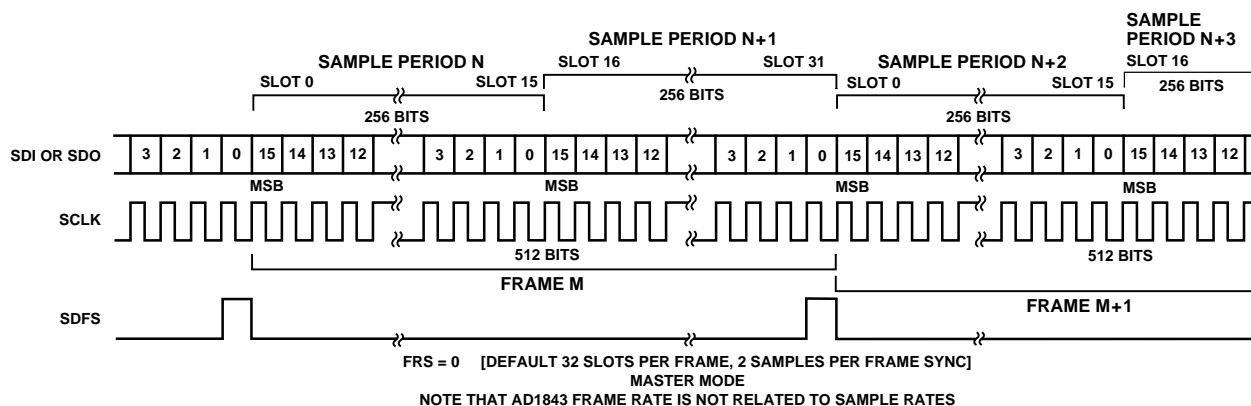 SAMPLE PERIOD N
SAMPLE PERIOD N+1
SAMPLE PERIOD N+2
SAMPLE
PERIOD N+3
SLOT 0
SLOT 15
SLOT 16
SLOT 31
SLOT 0
SLOT 15
SLOT 16
256 BITS
256 BITS
256 BITS
256 BITS
SDI OR SDO
3 2 1 0 15 14 13 12 3 2 1 0 15 14 13 12 3 2 1 0 15 14 13 12 3 2 1 0 15 14 13 12
MSB MSB MSB MSB
SCLK
512 BITS
512 BITS
FRAME M
FRAME M+1
SDFS
FRS = 0 [DEFAULT 32 SLOTS PER FRAME, 2 SAMPLES PER FRAME SYNC]
MASTER MODE
NOTE THAT AD1843 FRAME RATE IS NOT RELATED TO SAMPLE RATES